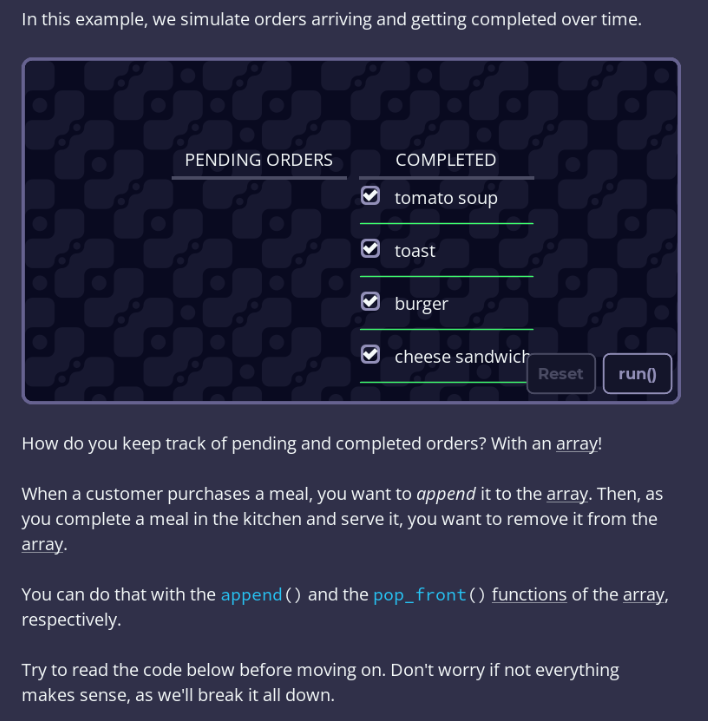 In this example, we simulate orders arriving and getting completed over time.
PENDING ORDERS
COMPLETED
tomato soup
toast
burger
cheese sandwich
Reset
run()
How do you keep track of pending and completed orders? With an array!
When a customer purchases a meal, you want to append it to the array. Then, as
you complete a meal in the kitchen and serve it, you want to remove it from the
array.
You can do that with the append() and the pop_front() functions of the array,
respectively.
Try to read the code below before moving on. Don't worry if not everything
makes sense, as we'll break it all down.